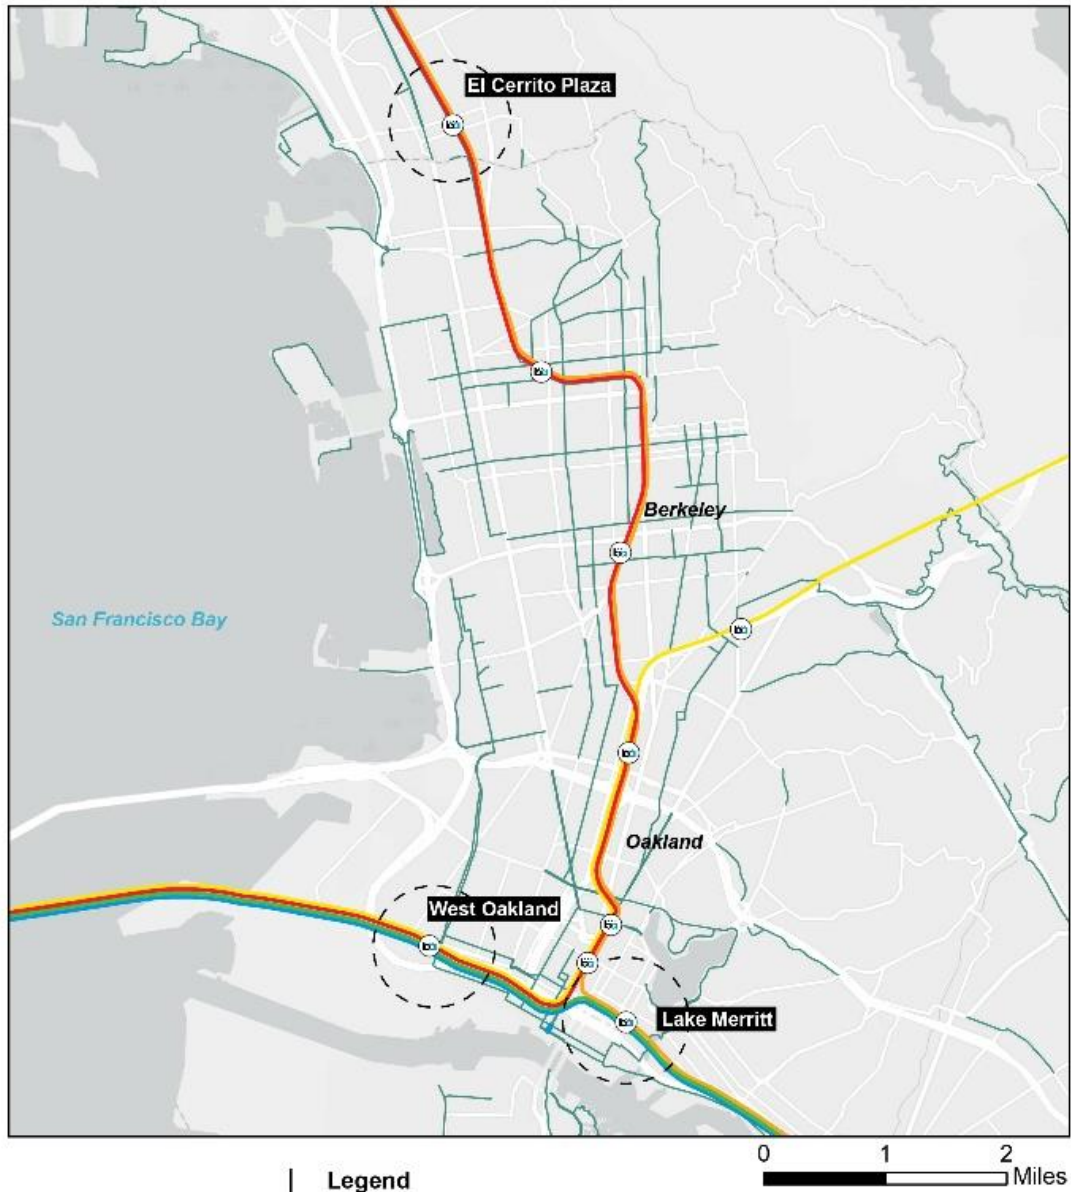 El Cerrito Plaza
Berkeley
San Francisco Bay
Oakland
West Oakland
Lake Merritt
0 1 2
Miles
Legend